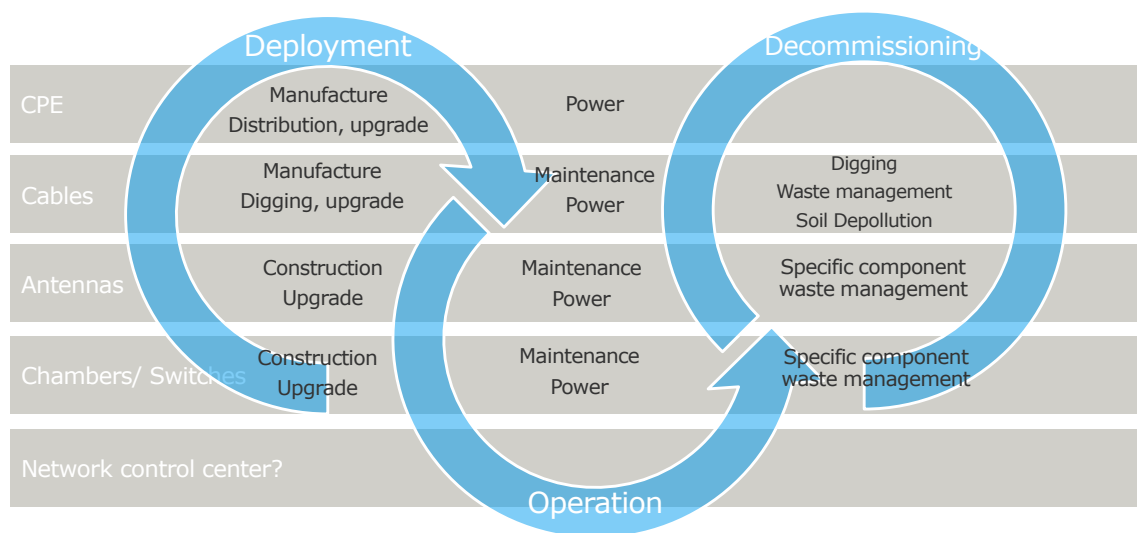 Deployment
Decommissioning
CPE
Manufacture
Distribution, upgrade
Power
Cables
Manufacture
Digging, upgrade
Maintenance
Power
Digging
Waste management
Soil Depollution
Antennas
Construction
Upgrade
Maintenance
Power
Specific component
waste management
Chambers/ Switches
Construction
Upgrade
Maintenance
Power
Specific component
waste management
Network control center?
Operation